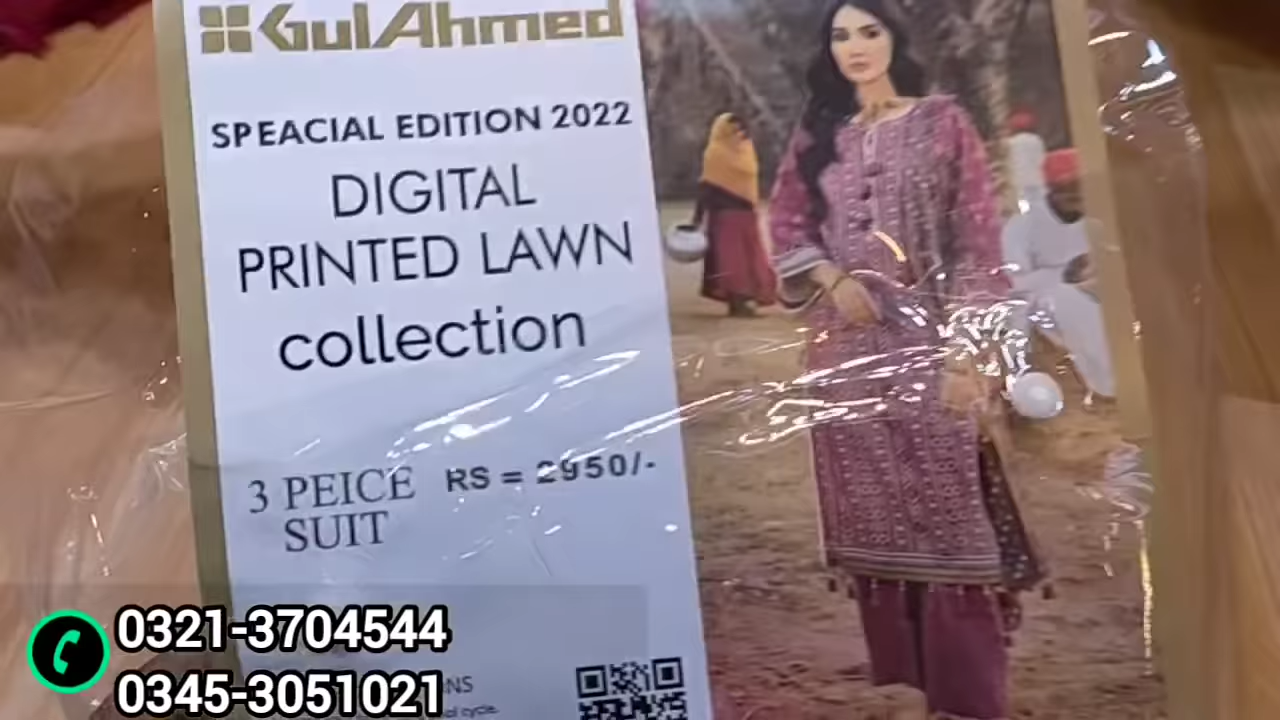 GulAhmed
SPEACIAL EDITION 2022
DIGITAL
PRINTED LAWN
collection
3 PEICE RS = 2950/-
SUIT
0321-3704544
0345-3051021